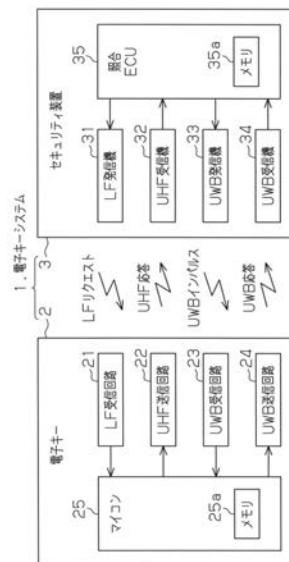 1. 電子キーシステム
2
3
電子キー
25
マイコン
25a
メモリ
21
LF受信回路
22
UHF送信回路
23
UWB受信回路
24
UWB送信回路
LFリクエスト
UHF応答
UWBインパルス
UWB応答
セキュリティ装置
31
LF発信機
32
UHF受信機
33
UWB発信機
34
UWB受信機
35
照合
ECU
35a
メモリ